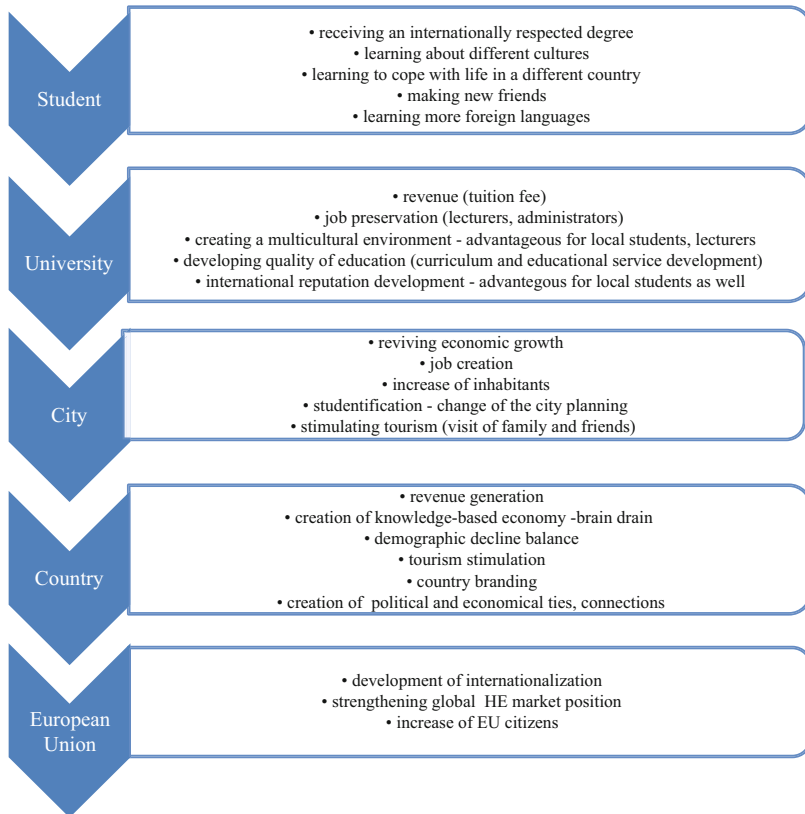 Student
• receiving an internationally respected degree
• learning about different cultures
• learning to cope with life in a different country
• making new friends
• learning more foreign languages
University
• revenue (tuition fee)
• job preservation (lecturers, administrators)
• creating a multicultural environment - advantageous for local students, lecturers
• developing quality of education (curriculum and educational service development)
• international reputation development - advantegous for local students as well
City
• reviving economic growth
• job creation
• increase of inhabitants
• studentification - change of the city planning
• stimulating tourism (visit of family and friends)
Country
• revenue generation
• creation of knowledge-based economy -brain drain
• demographic decline balance
• tourism stimulation
• country branding
• creation of political and economical ties, connections
European
Union
• development of internationalization
• strengthening global HE market position
• increase of EU citizens